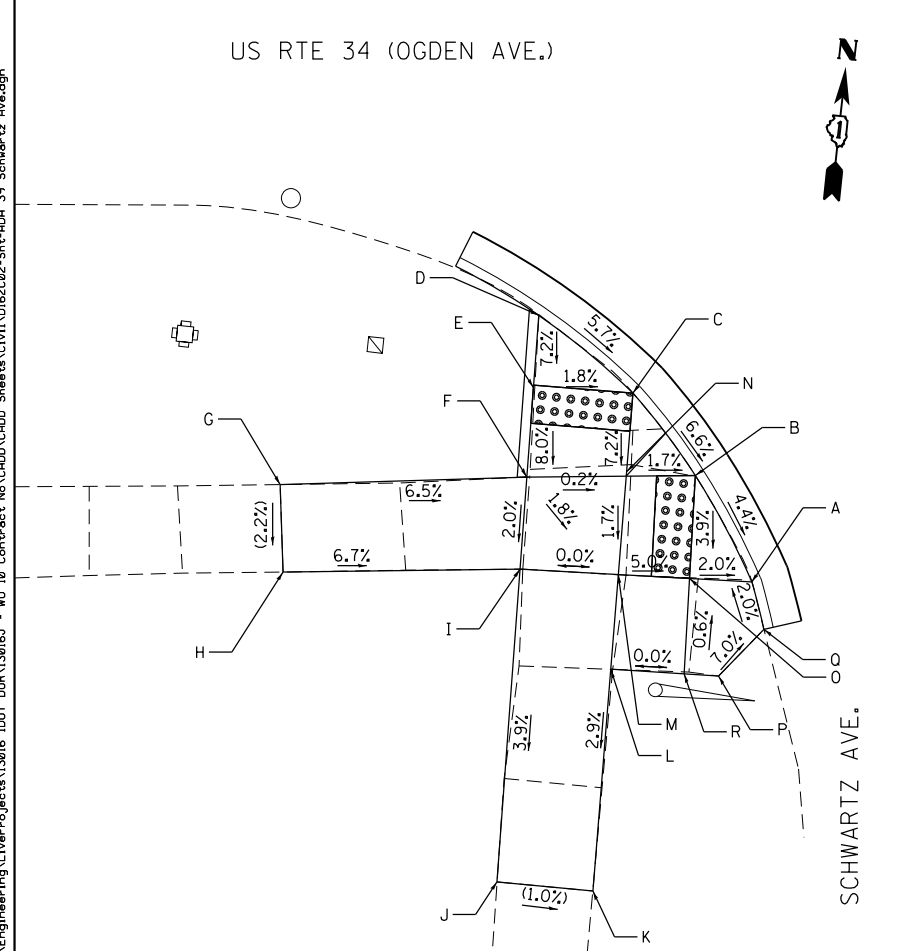 US RTE 34 (OGDEN AVE.)
N
1
D
5.7%
C
E
7.2%
1.8%
N
F
G
6.6%
B
8.0%
7.2%
1.7%
0.2%
6.5%
4.4%
A
(2.2%)
2.0%
1.8%
1.7%
3.9%
6.7%
0.0%
5.0%
2.0%
2.0%
I
0.6%
7.0%
H
0.0%
Q
O
M
R
P
L
3.9%
2.9%
SCHWARTZ AVE.
(1.0%)
J
K